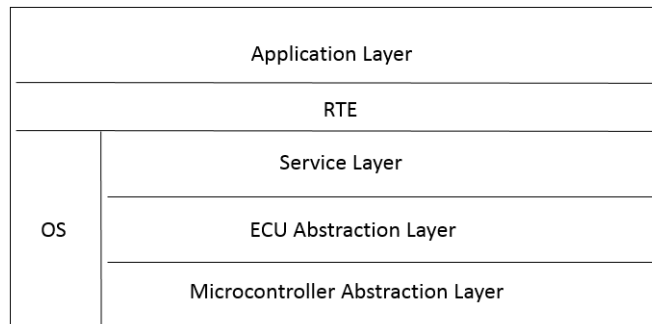 Application Layer
RTE
Service Layer
OS
ECU Abstraction Layer
Microcontroller Abstraction Layer